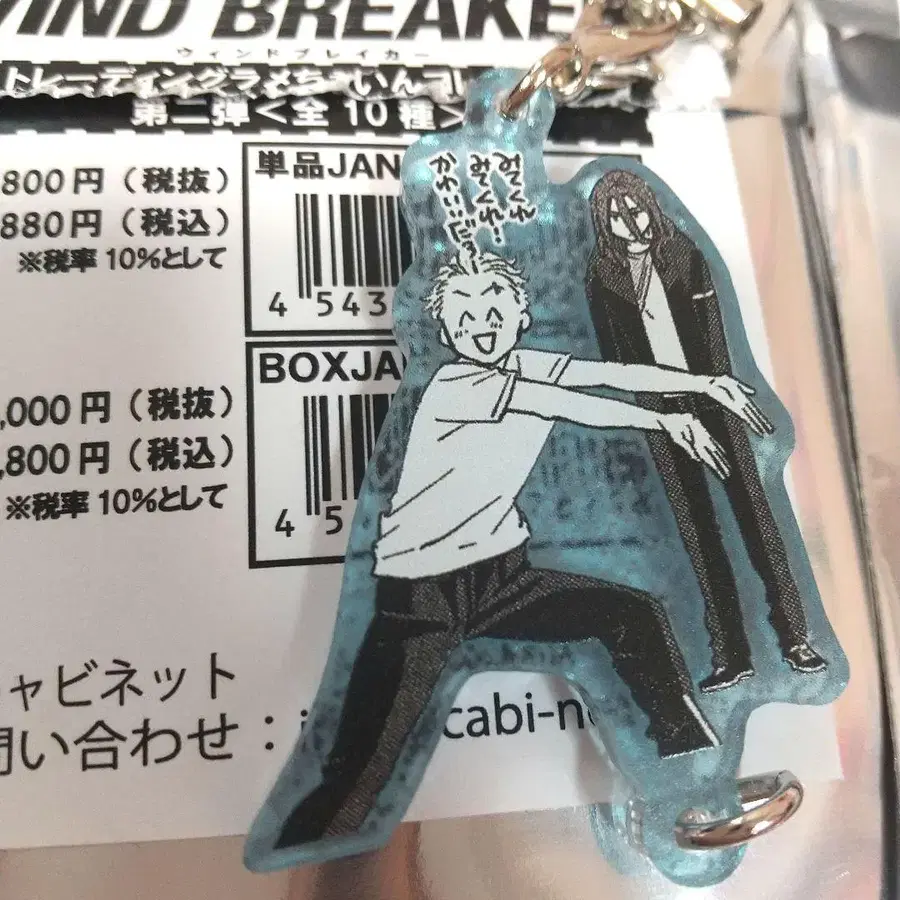 WIND BREAKE
ウィンドブレイカー
トレーディングラメちぇいんコレ
第二弾<全10種>
800円（税抜）
880円（税込）
※税率10%として
単品JAN
4 543
,000円（税抜）
,800円（税込）
※税率10%として
BOXJA
4 5
みてくれ
みてくれ!
かわいいだろ
ャビネット
問い合わせ：
cabi-ne